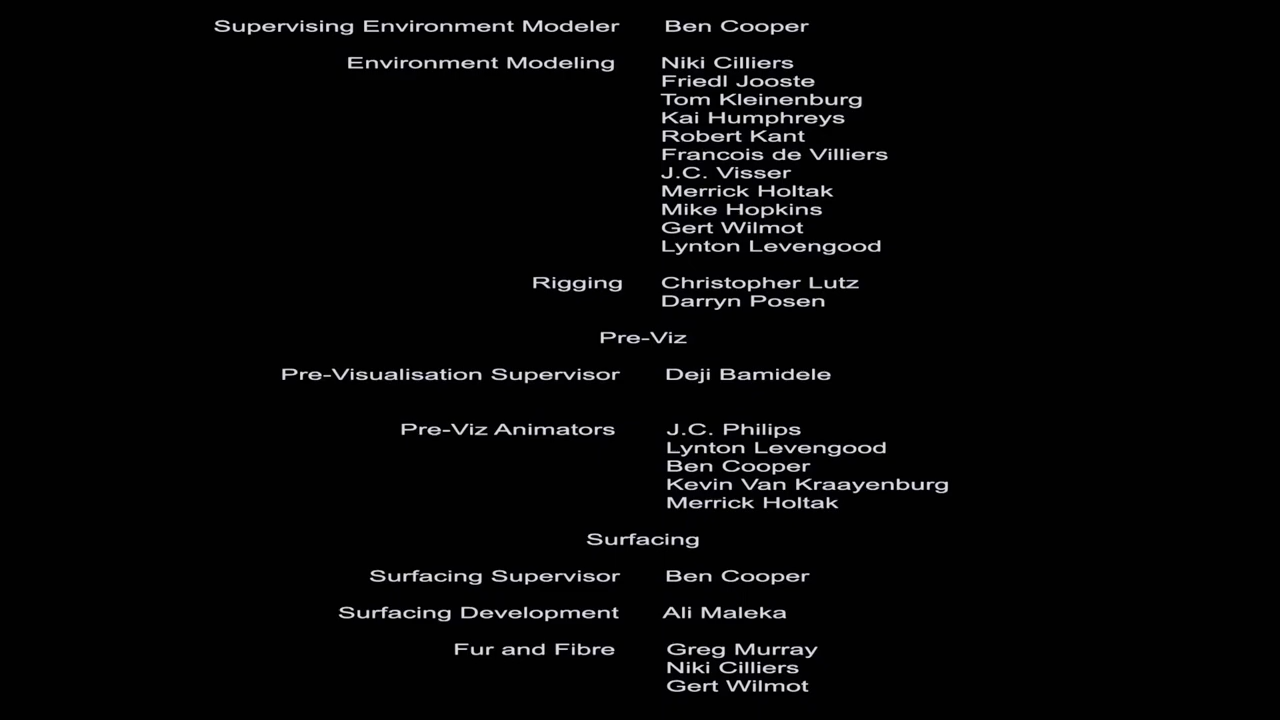 Supervising Environment Modeler Ben Cooper
Environment Modeling Niki Cilliers
Friedl Jooste
Tom Kleinenburg
Kai Humphreys
Robert Kant
Francois de Villiers
J.C. Visser
Merrick Holtak
Mike Hopkins
Gert Wilmot
Lynton Levengood
Rigging Christopher Lutz
Darryn Posen
Pre-Viz
Pre-Visualisation Supervisor Deji Bamidele
Pre-Viz Animators J.C. Philips
Lynton Levengood
Ben Cooper
Kevin Van Kraayenburg
Merrick Holtak
Surfacing
Surfacing Supervisor Ben Cooper
Surfacing Development Ali Maleka
Fur and Fibre Greg Murray
Niki Cilliers
Gert Wilmot